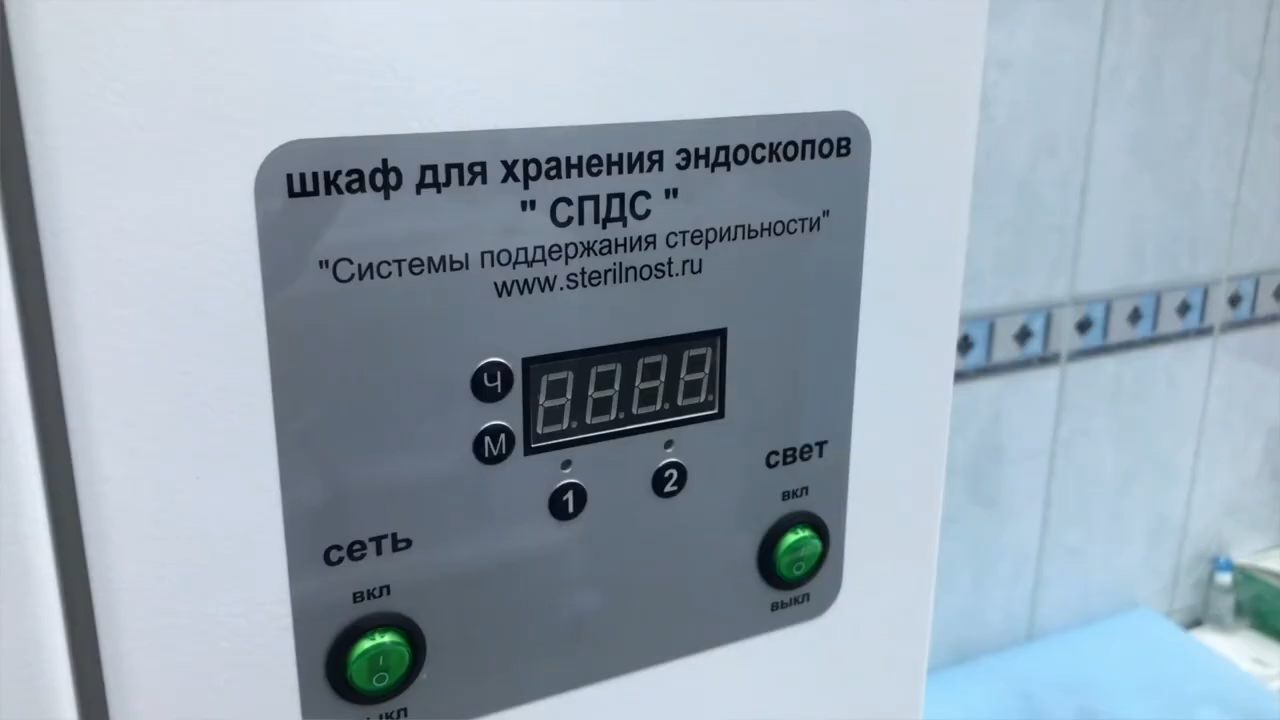 шкаф для хранения эндоскопов
" СПДС "
"Системы поддержания стерильности"
www.sterilnost.ru
Ч
М
1
2
свет
вкл
выкл
сеть
вкл